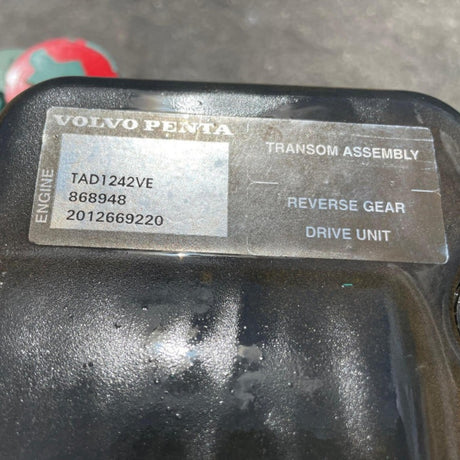 VOLVO PENTA
ENGINE
TAD1242VE
868948
2012669220
TRANSOM ASSEMBLY
REVERSE GEAR
DRIVE UNIT